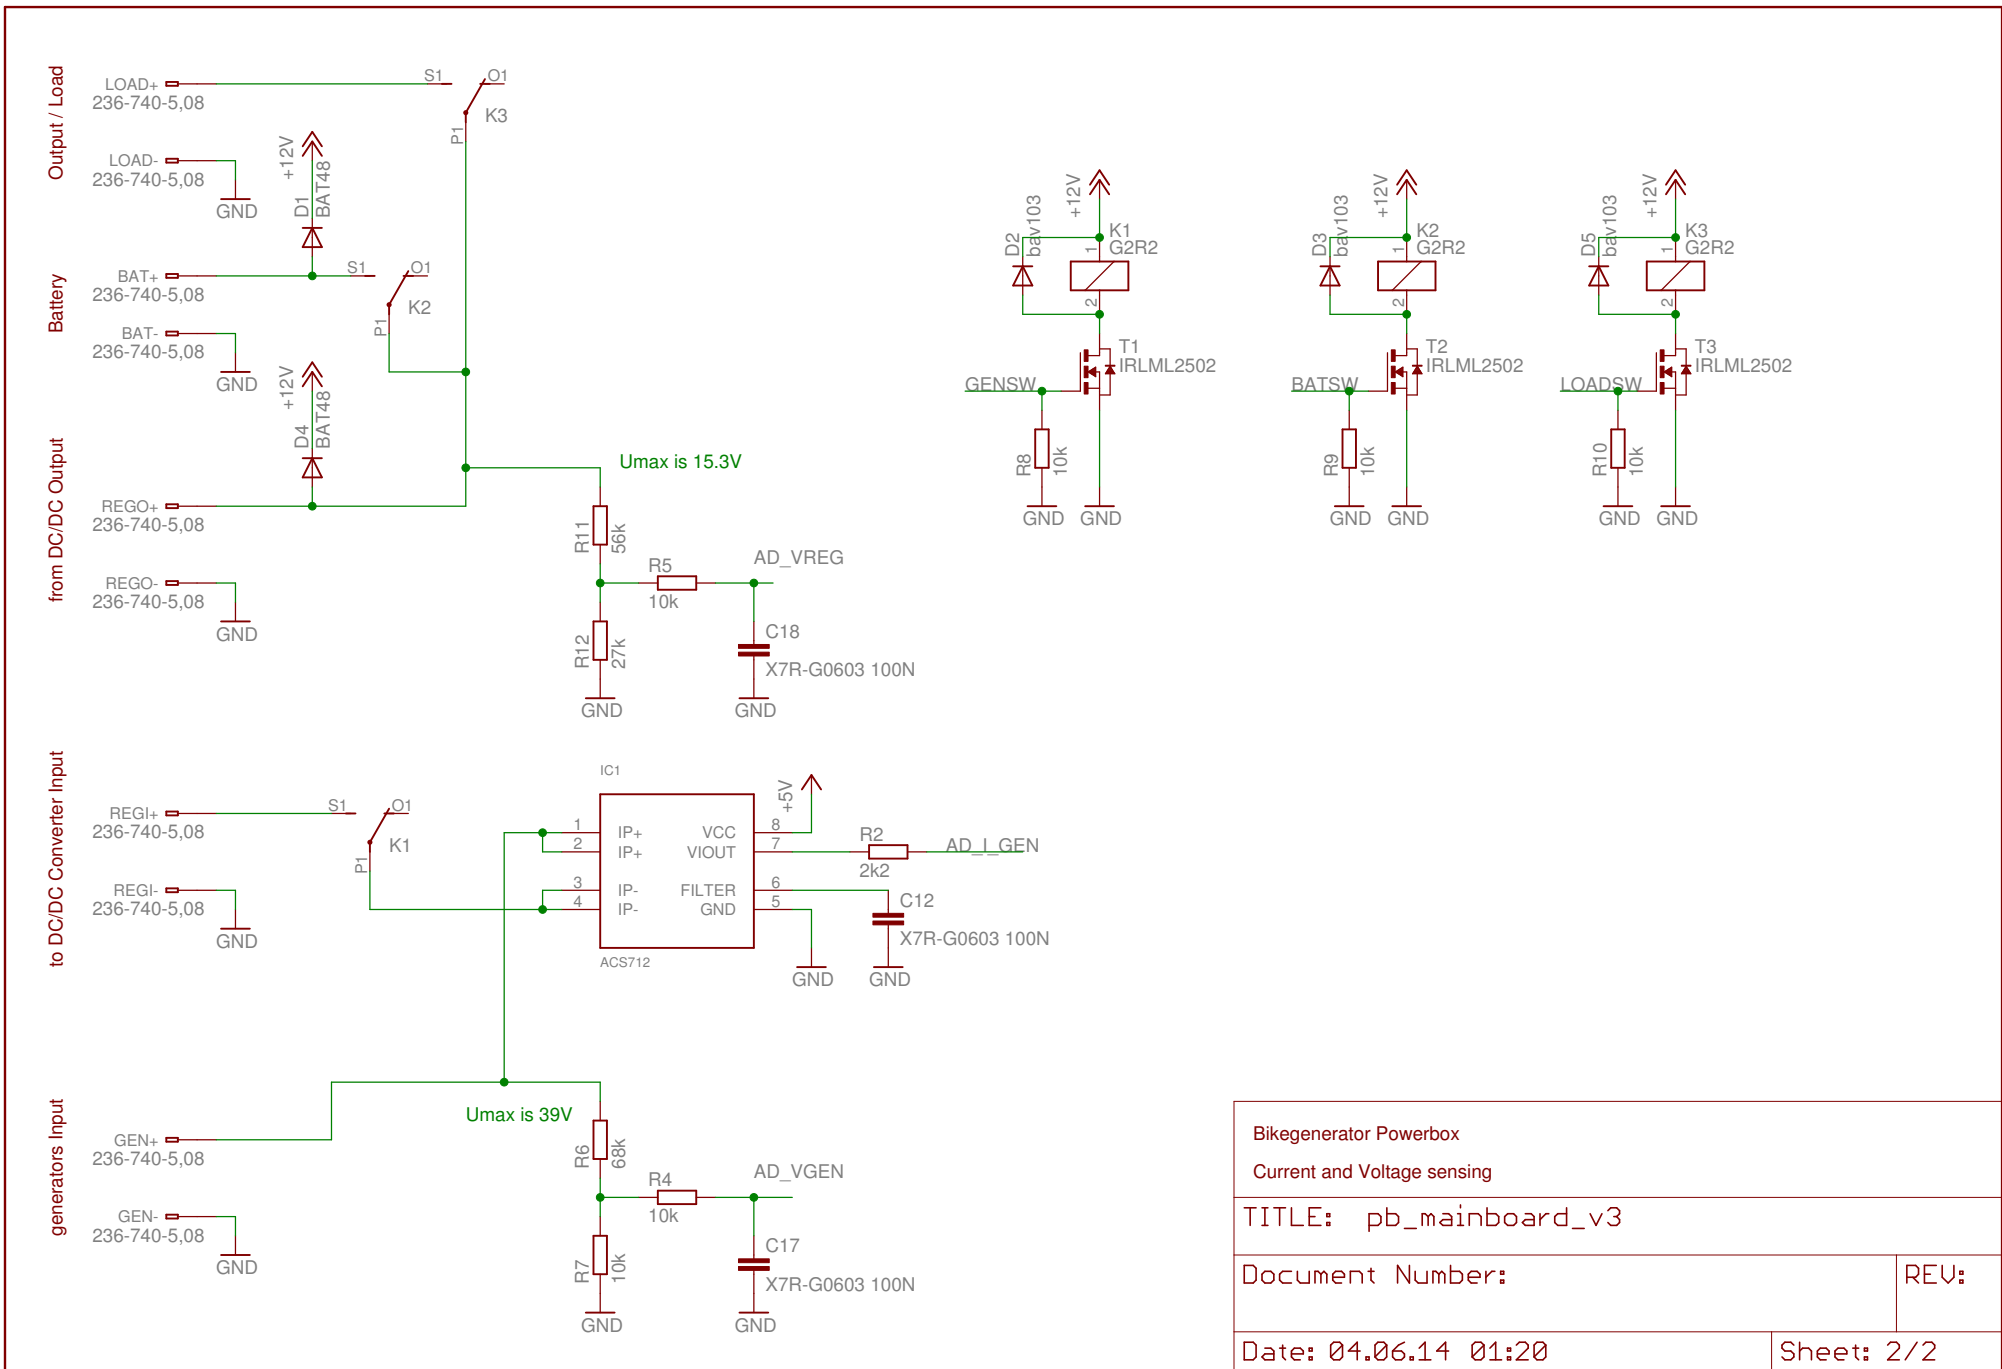 Output / Load
LOAD+
236-740-5,08
LOAD-
236-740-5,08
GND
S1
O1
K3
P1
+12V
D1
BAT48
Battery
BAT+
236-740-5,08
BAT-
236-740-5,08
GND
S1
O1
K2
P1
+12V
D4
BAT48
from DC/DC Output
REGO+
236-740-5,08
REGO-
236-740-5,08
GND
Umax is 15.3V
R11
56k
R5
10k
AD_VREG
R12
27k
C18
X7R-G0603 100N
GND
GND
+12V
D2
bav103
K1
G2R2
1
2
T1
IRLML2502
GENSW
R8
10k
GND
GND
+12V
D3
bav103
K2
G2R2
1
2
T2
IRLML2502
BATSW
R9
10k
GND
GND
+12V
D5
bav103
K3
G2R2
1
2
T3
IRLML2502
LOADSW
R10
10k
GND
GND
to DC/DC Converter Input
REGI+
236-740-5,08
REGI-
236-740-5,08
GND
S1
O1
K1
P1
IC1
1 IP+ VCC 8
2 IP+ VIOUT 7
3 IP- FILTER 6
4 IP- GND 5
ACS712
+5V
R2
2k2
AD_I_GEN
C12
X7R-G0603 100N
GND
GND
generators Input
GEN+
236-740-5,08
GEN-
236-740-5,08
GND
Umax is 39V
R6
68k
R4
10k
AD_VGEN
R7
10k
C17
X7R-G0603 100N
GND
GND
Bikegenerator Powerbox
Current and Voltage sensing
TITLE: pb_mainboard_v3
Document Number:
REV:
Date: 04.06.14 01:20
Sheet: 2/2